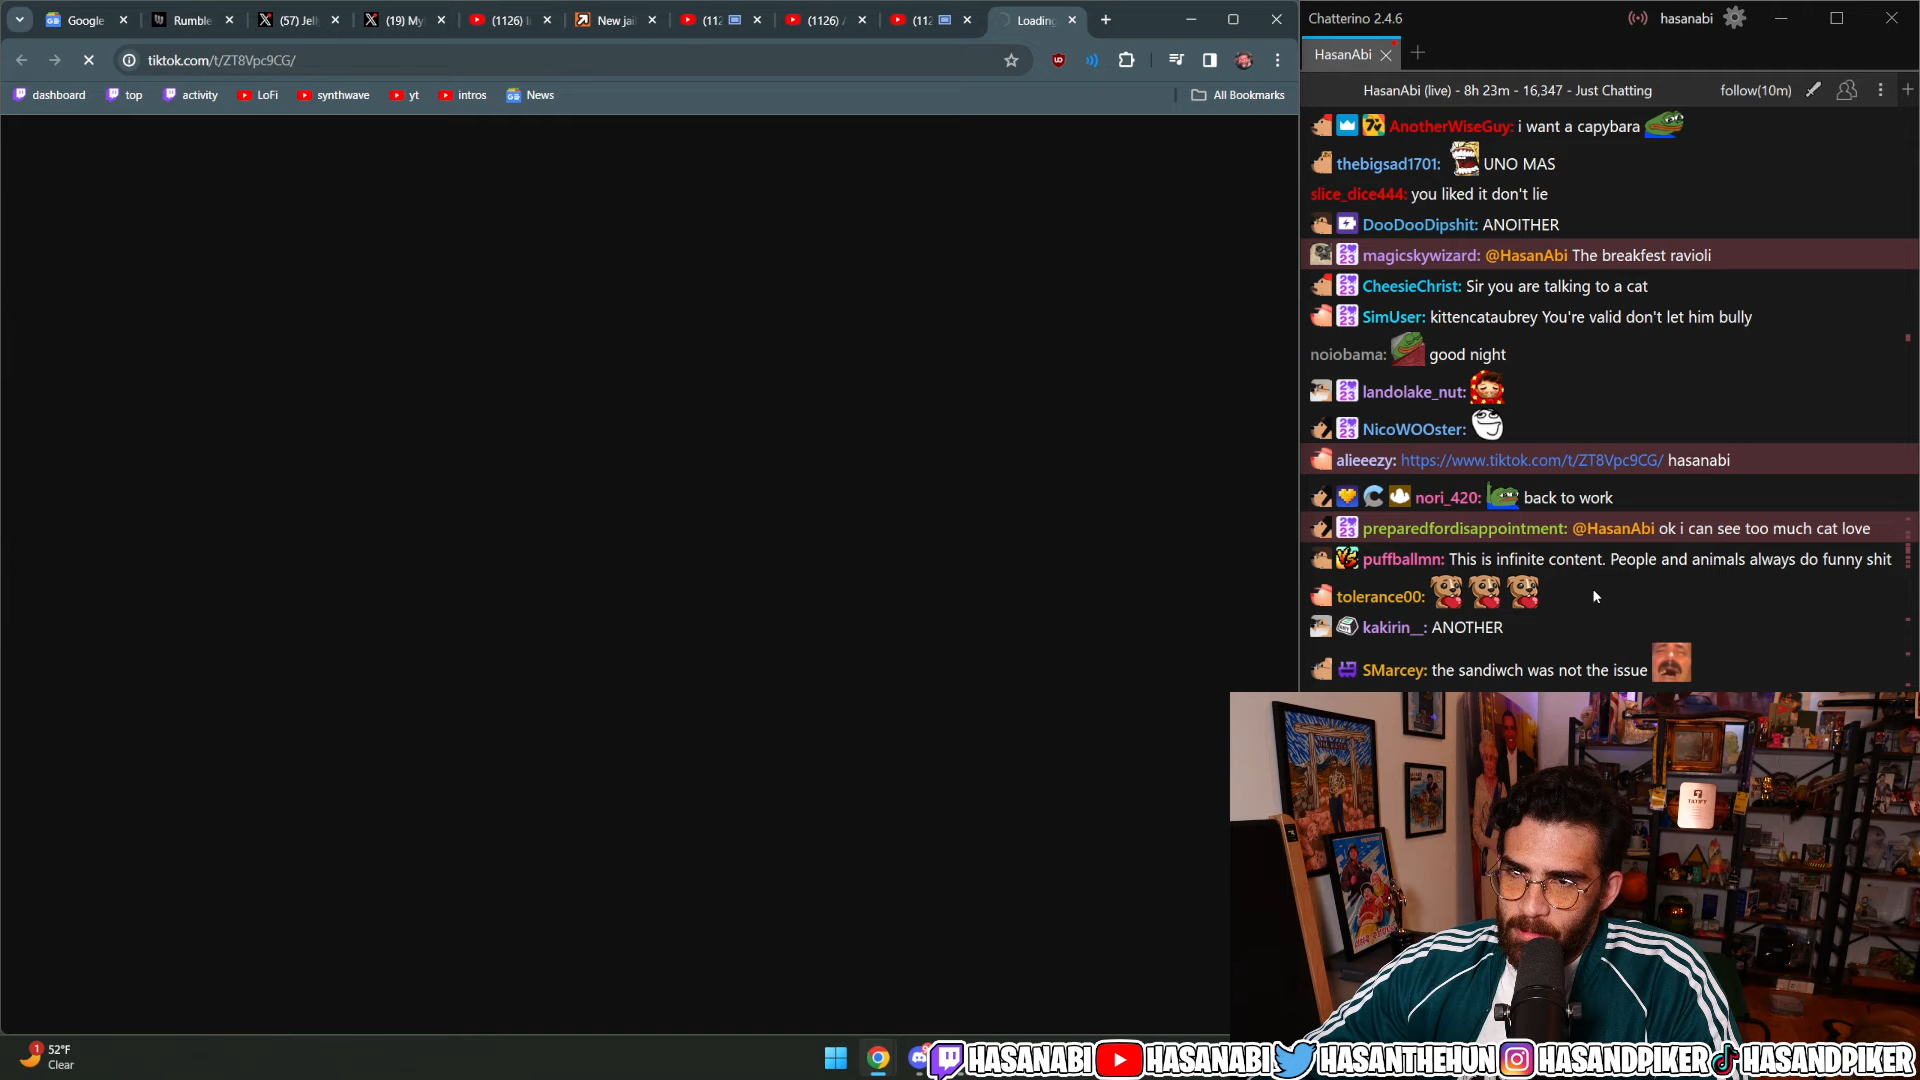 Google
Rumble
(57) Jell
(19) My
(1126) I
New jai
(112
(1126)
(112
Loading
tiktok.com/t/ZT8Vpc9CG/
dashboard
top
activity
LoFi
synthwave
yt
intros
News
All Bookmarks
Chatterino 2.4.6
hasanabi
HasanAbi
HasanAbi (live) - 8h 23m - 16,347 - Just Chatting
follow(10m)
AnotherWiseGuy: i want a capybara
thebigsad1701: UNO MAS
slice_dice444: you liked it don't lie
DooDooDipshit: ANOITHER
magicskywizard: @HasanAbi The breakfest ravioli
CheesieChrist: Sir you are talking to a cat
SimUser: kittencataubrey You're valid don't let him bully
noiobama: good night
landolake_nut:
NicoWOOster:
alieeezy: https://www.tiktok.com/t/ZT8Vpc9CG/ hasanabi
nori_420: back to work
preparedfordisappointment: @HasanAbi ok i can see too much cat love
puffballmn: This is infinite content. People and animals always do funny shit
tolerance00:
kakirin__: ANOTHER
SMarcey: the sandiwch was not the issue
1
52°F
Clear
HASANABI
HASANABI
HASANTHEHUN
HASANDPIKER
HASANDPIKER